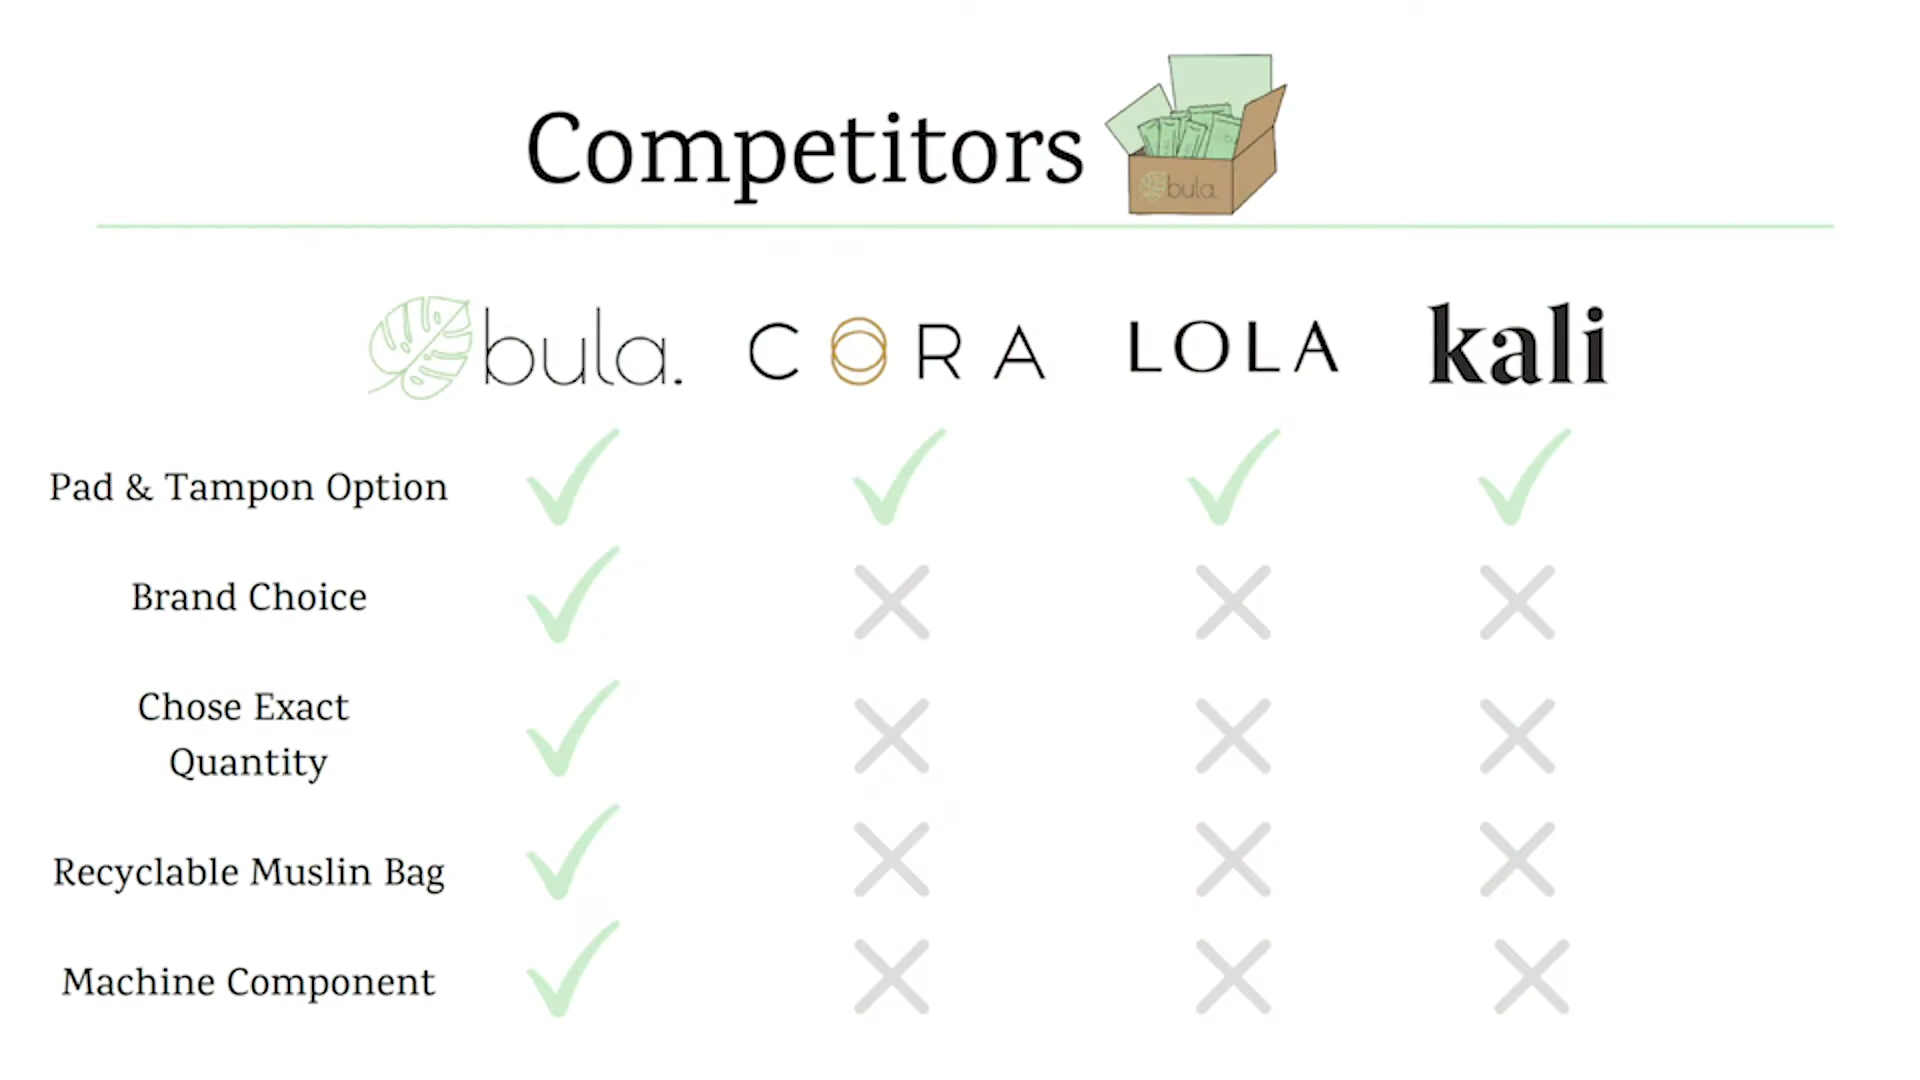 Competitors
bula.
bula.
CORA
LOLA
kali
Pad & Tampon Option
Brand Choice
Chose Exact
Quantity
Recyclable Muslin Bag
Machine Component